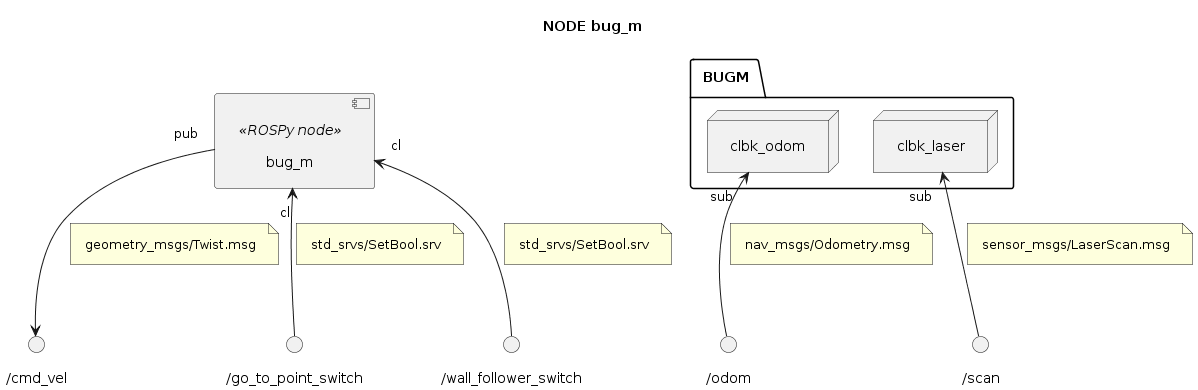 NODE bug_m
BUGM
«ROSPy node»
bug_m
clbk_odom
clbk_laser
pub
cl
cl
sub
sub
geometry_msgs/Twist.msg
std_srvs/SetBool.srv
std_srvs/SetBool.srv
nav_msgs/Odometry.msg
sensor_msgs/LaserScan.msg
/cmd_vel
/go_to_point_switch
/wall_follower_switch
/odom
/scan